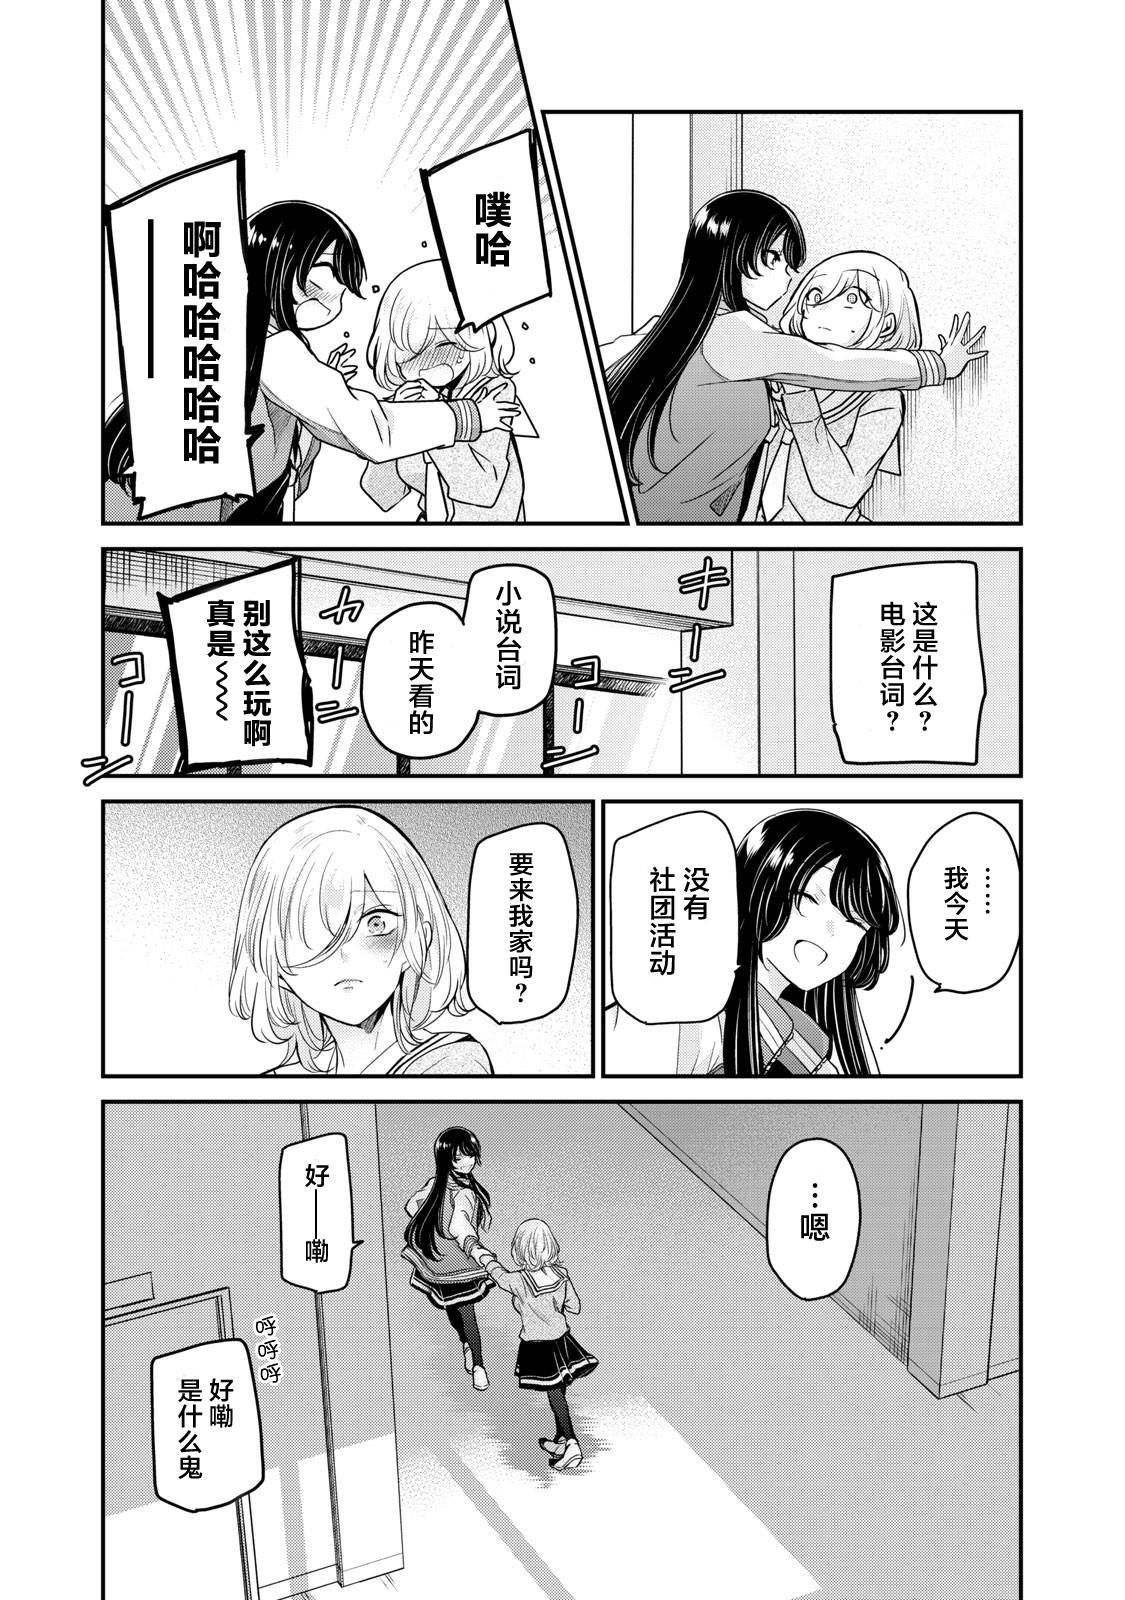 噗哈
啊哈哈哈哈哈——
这是什么？
电影台词？
小说台词
昨天看的
别这么玩啊
真是～～～
キーン
コーン
カーン
コーン
……
我今天
没有
社团活动
要来我家吗？
…嗯
好——嘞
呼呼呼
好嘞
是什么鬼